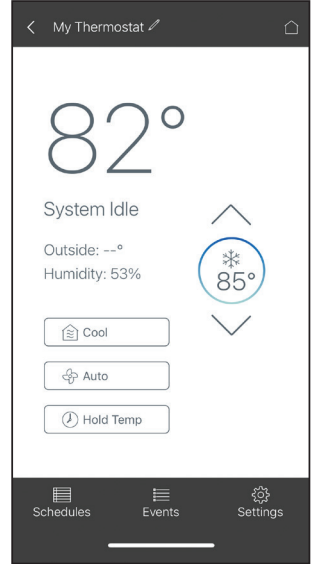 My Thermostat
82°
System Idle
Outside: --°
Humidity: 53%
85°
Cool
Auto
Hold Temp
Schedules
Events
Settings